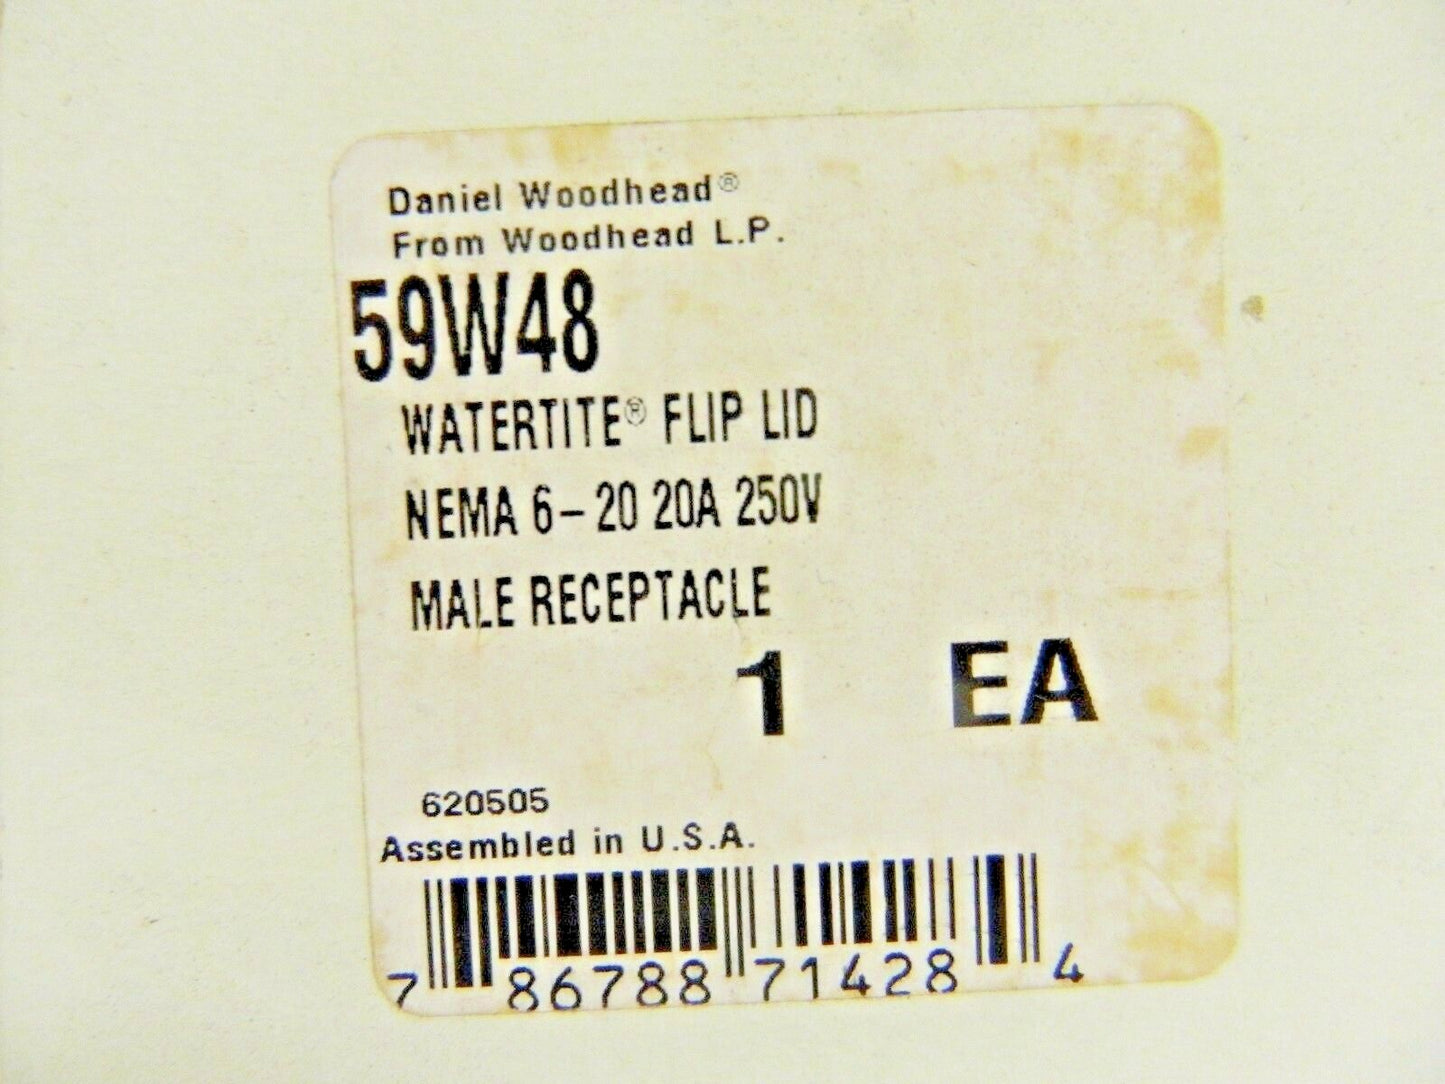 Daniel Woodhead®
From Woodhead L.P.
59W48
WATERTITE® FLIP LID
NEMA 6-20 20A 250V
MALE RECEPTACLE
1 EA
620505
Assembled in U.S.A.
7 86788 71428 4